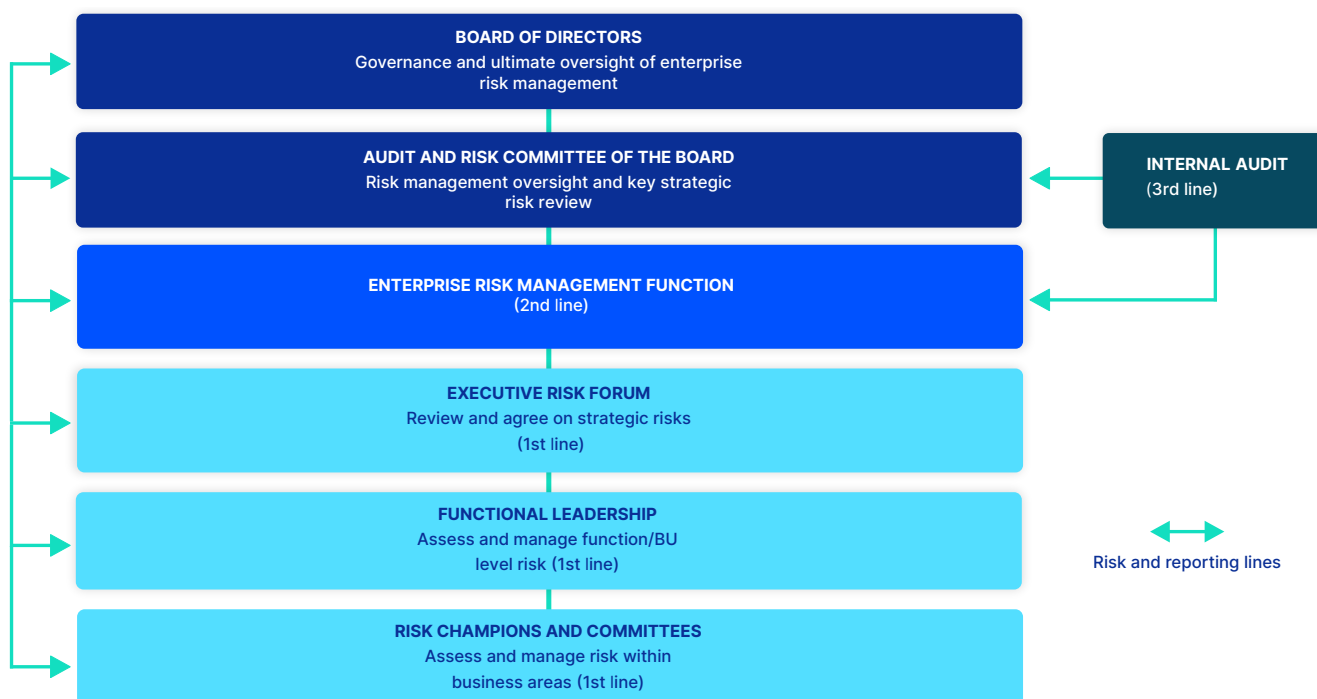 BOARD OF DIRECTORS
Governance and ultimate oversight of enterprise
risk management
AUDIT AND RISK COMMITTEE OF THE BOARD
Risk management oversight and key strategic
risk review
INTERNAL AUDIT
(3rd line)
ENTERPRISE RISK MANAGEMENT FUNCTION
(2nd line)
EXECUTIVE RISK FORUM
Review and agree on strategic risks
(1st line)
FUNCTIONAL LEADERSHIP
Assess and manage function/BU
level risk (1st line)
Risk and reporting lines
RISK CHAMPIONS AND COMMITTEES
Assess and manage risk within
business areas (1st line)